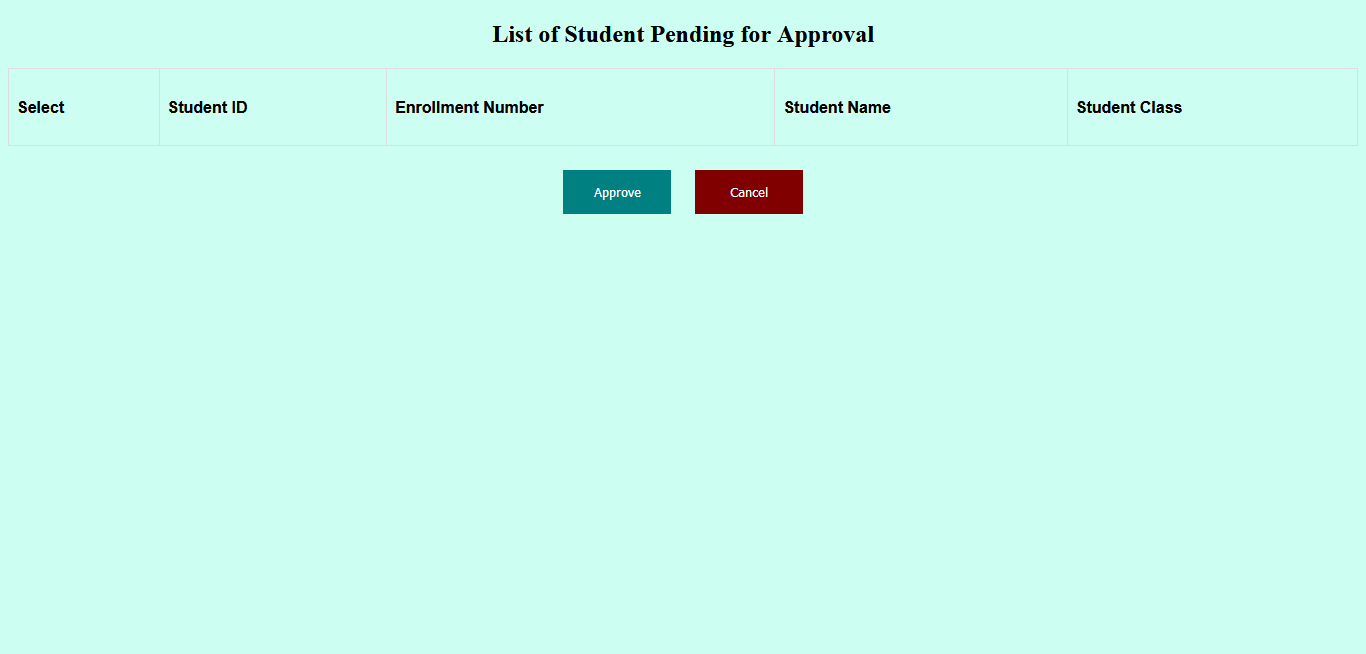 List of Student Pending for Approval
Select Student ID Enrollment Number Student Name Student Class
Approve Cancel